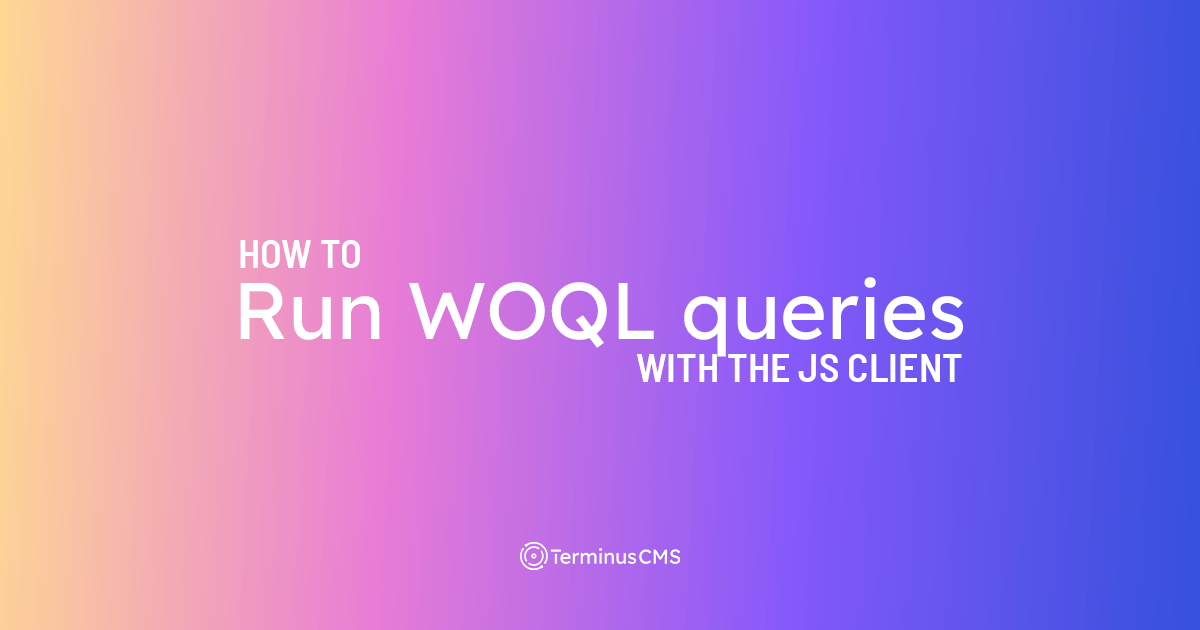 HOW TO
Run WOQL queries
WITH THE JS CLIENT
TerminusCMS